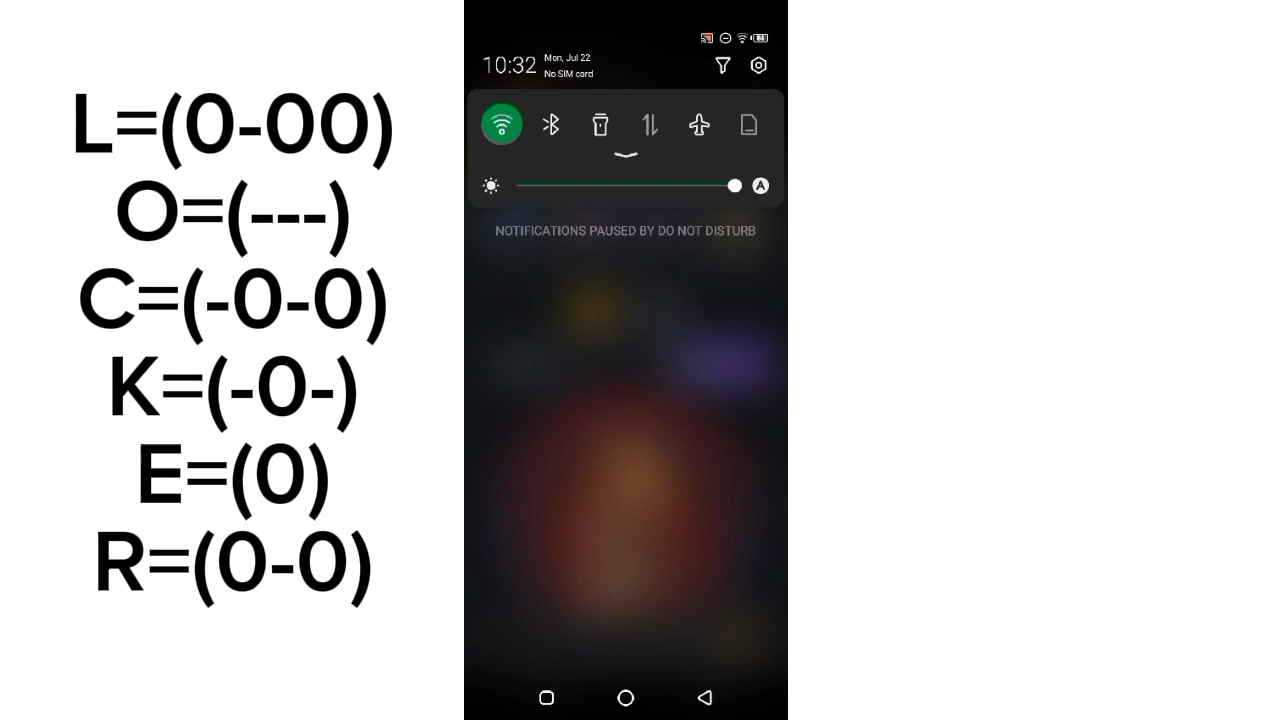 L=(0-00)
O=(---)
C=(-0-0)
K=(-0-)
E=(0)
R=(0-0)
10:32
Mon, Jul 22
No SIM card
A
NOTIFICATIONS PAUSED BY DO NOT DISTURB